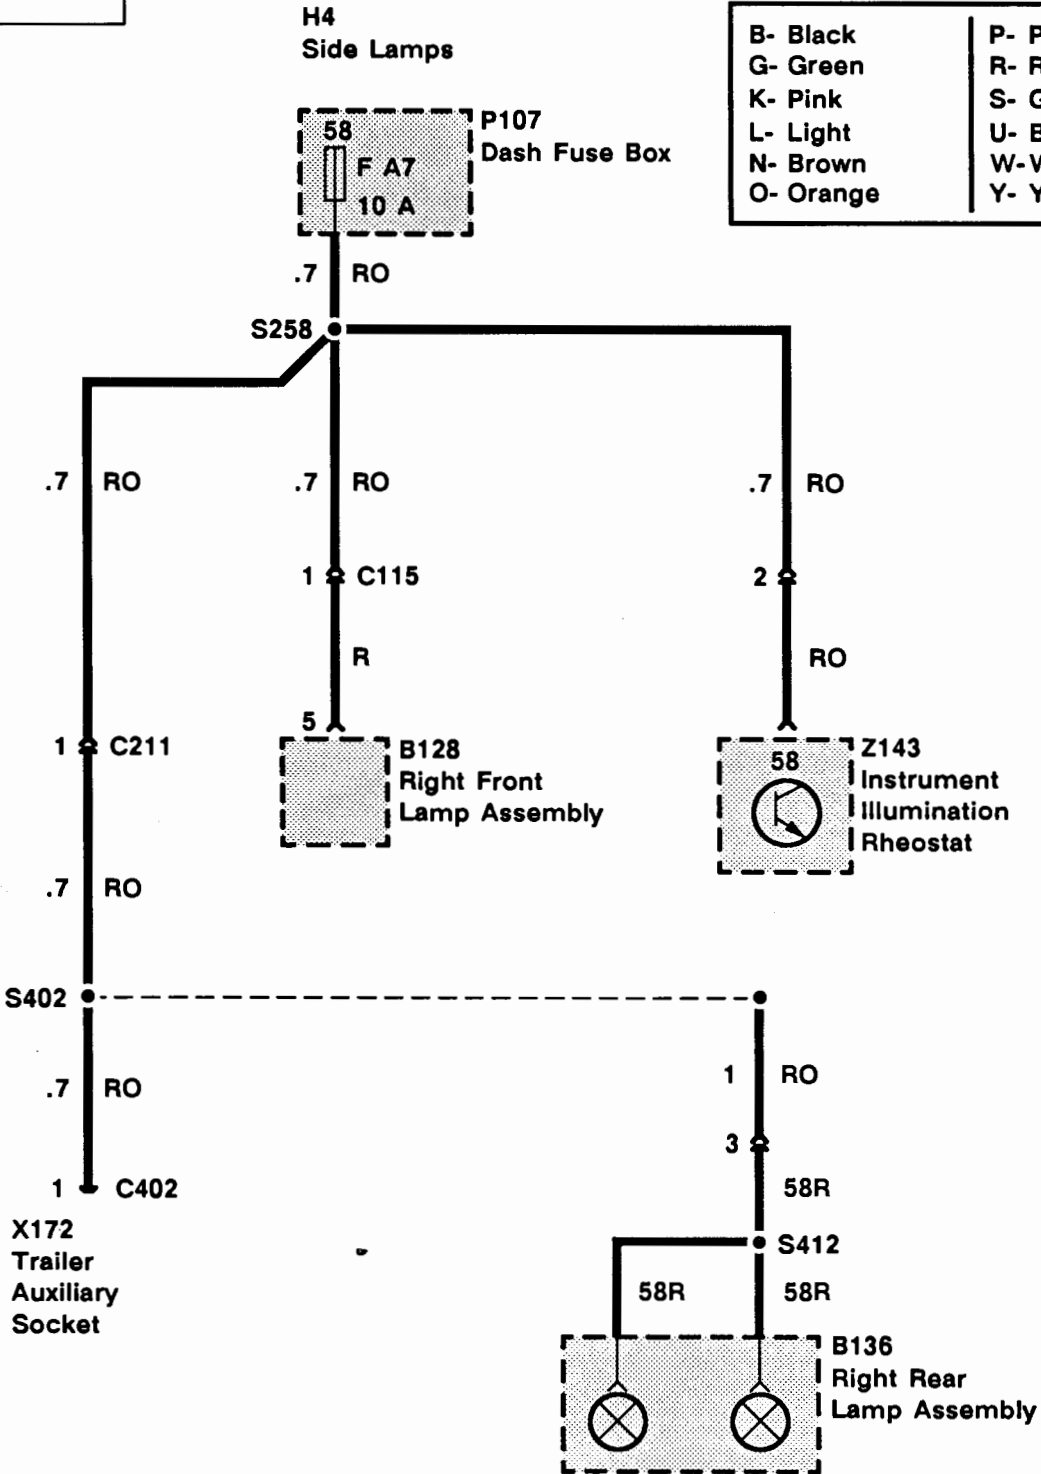 H4
Side Lamps
B- Black
G- Green
K- Pink
L- Light
N- Brown
O- Orange
P- P
R- R
S- G
U- B
W- W
Y- Y
58
F A7
10 A
P107
Dash Fuse Box
.7 RO
S258
.7 RO
.7 RO
.7 RO
1 C115
2
R
RO
1 C211
5
B128
Right Front
Lamp Assembly
58
Z143
Instrument
Illumination
Rheostat
.7 RO
S402
.7 RO
1 RO
3
1 C402
58R
X172
Trailer
Auxiliary
Socket
S412
58R
58R
B136
Right Rear
Lamp Assembly